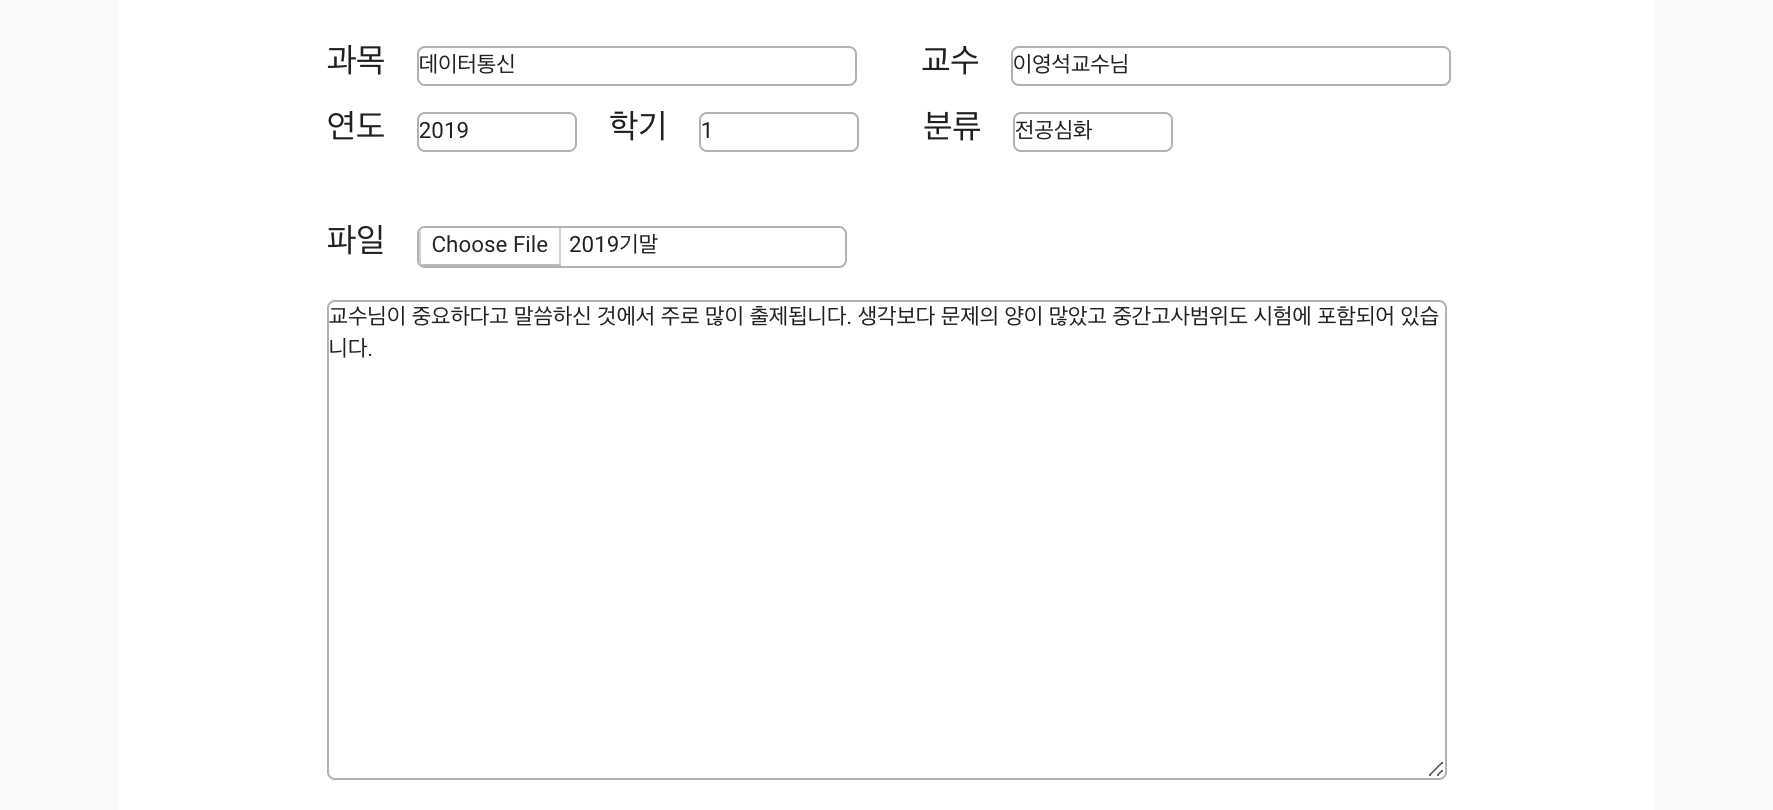 과목 데이터통신 교수 이영석교수님
연도 2019 학기 1 분류 전공심화
파일 Choose File 2019기말
교수님이 중요하다고 말씀하신 것에서 주로 많이 출제됩니다. 생각보다 문제의 양이 많았고 중간고사범위도 시험에 포함되어 있습
니다.